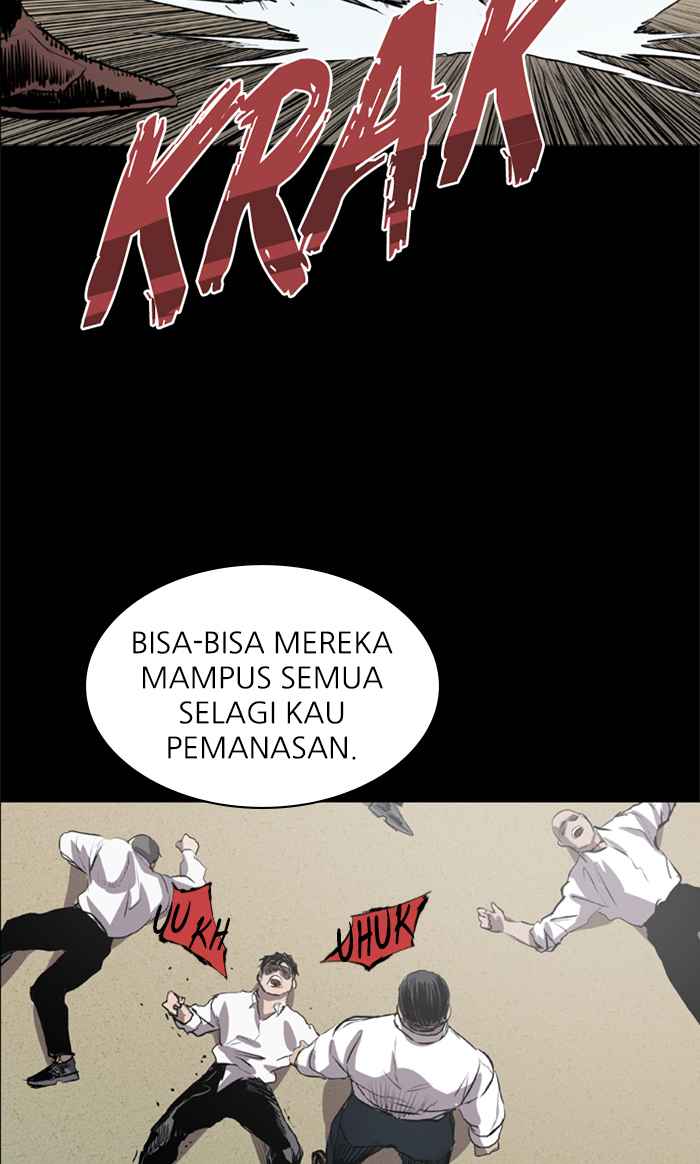 KRAK
BISA-BISA MEREKA
MAMPUS SEMUA
SELAGI KAU
PEMANASAN.
UUKH
UHUK